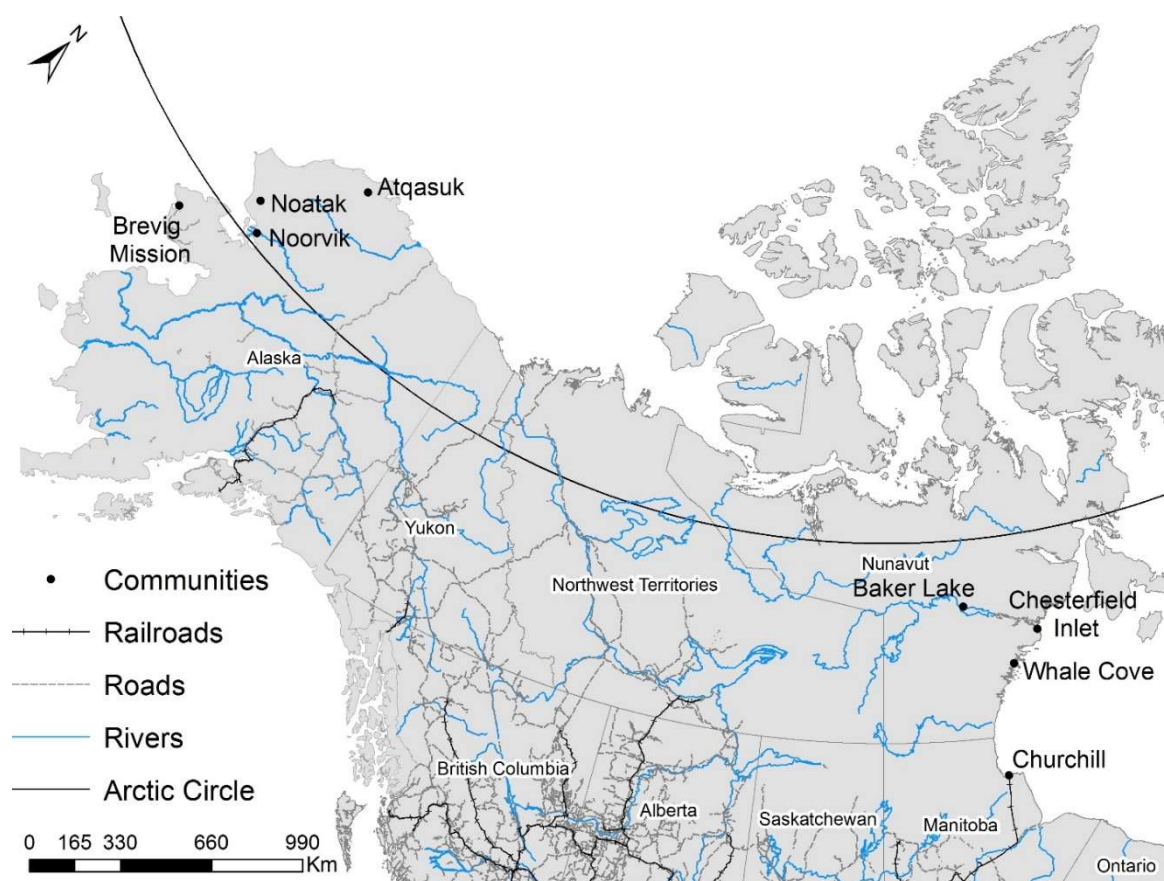 N
Atqasuk
Noatak
Brevig
Mission
Noorvik
Alaska
Yukon
Northwest Territories
Nunavut
Baker Lake
Chesterfield
Inlet
Whale Cove
Communities
Railroads
Roads
Rivers
Arctic Circle
British Columbia
Alberta
Saskatchewan
Manitoba
Churchill
Ontario
0 165 330 660 990
Km